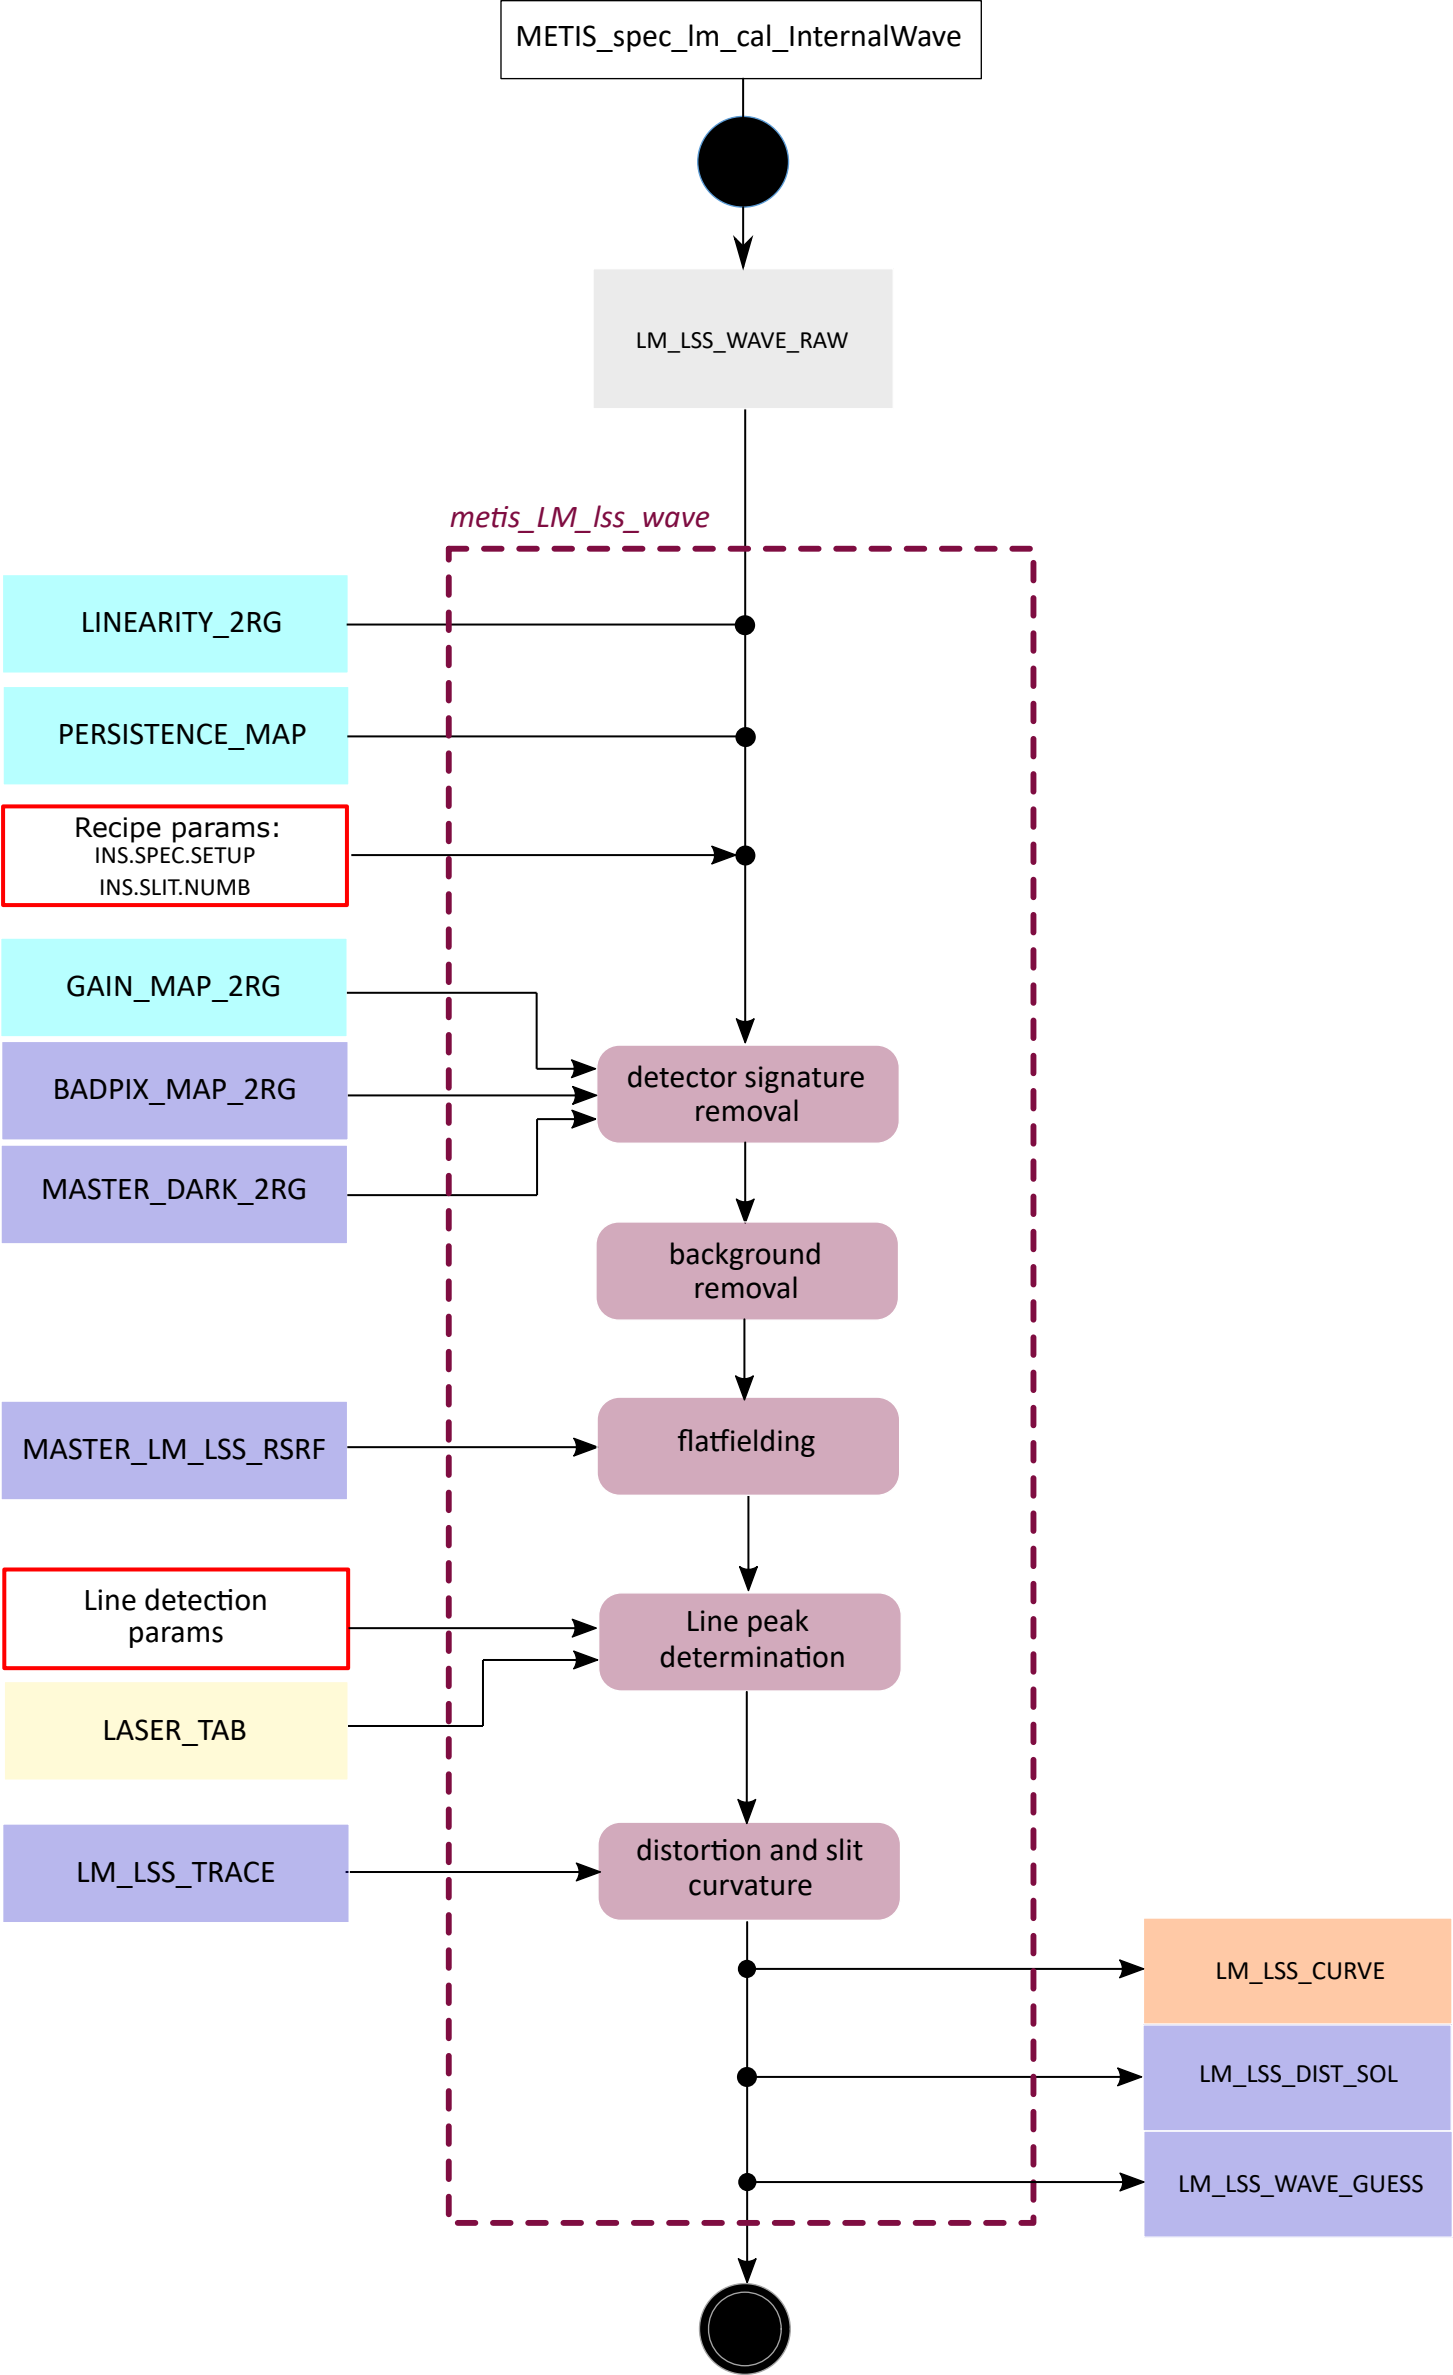 METIS_spec_lm_cal_InternalWave
LM_LSS_WAVE_RAW
metis_LM_lss_wave
LINEARITY_2RG
PERSISTENCE_MAP
Recipe params:
INS.SPEC.SETUP
INS.SLIT.NUMB
GAIN_MAP_2RG
BADPIX_MAP_2RG
MASTER_DARK_2RG
detector signature
removal
background
removal
MASTER_LM_LSS_RSRF
flatfielding
Line detection
params
Line peak
determination
LASER_TAB
LM_LSS_TRACE
distortion and slit
curvature
LM_LSS_CURVE
LM_LSS_DIST_SOL
LM_LSS_WAVE_GUESS